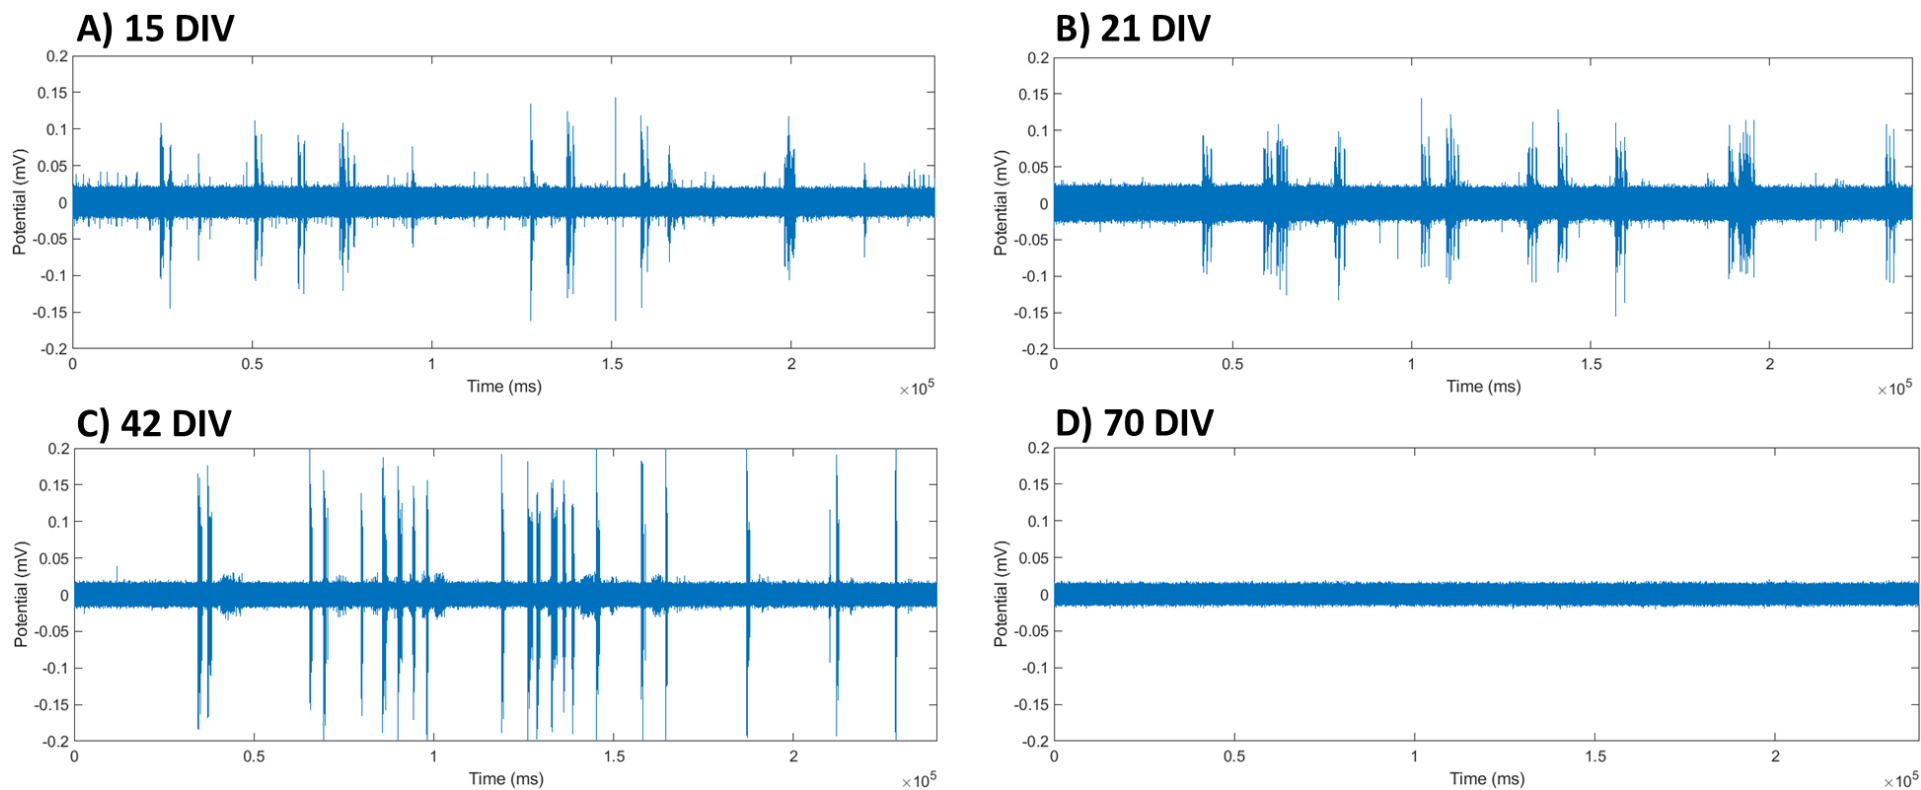 A) 15 DIV
0.2
0.15
0.1
0.05
0
-0.05
-0.1
-0.15
-0.2
Potential (mV)
0 0.5 1 1.5 2
Time (ms)
×10^5
B) 21 DIV
0.2
0.15
0.1
0.05
0
-0.05
-0.1
-0.15
-0.2
Potential (mV)
0 0.5 1 1.5 2
Time (ms)
×10^5
C) 42 DIV
0.2
0.15
0.1
0.05
0
-0.05
-0.1
-0.15
-0.2
Potential (mV)
0 0.5 1 1.5 2
Time (ms)
×10^5
D) 70 DIV
0.2
0.15
0.1
0.05
0
-0.05
-0.1
-0.15
-0.2
Potential (mV)
0 0.5 1 1.5 2
Time (ms)
×10^5